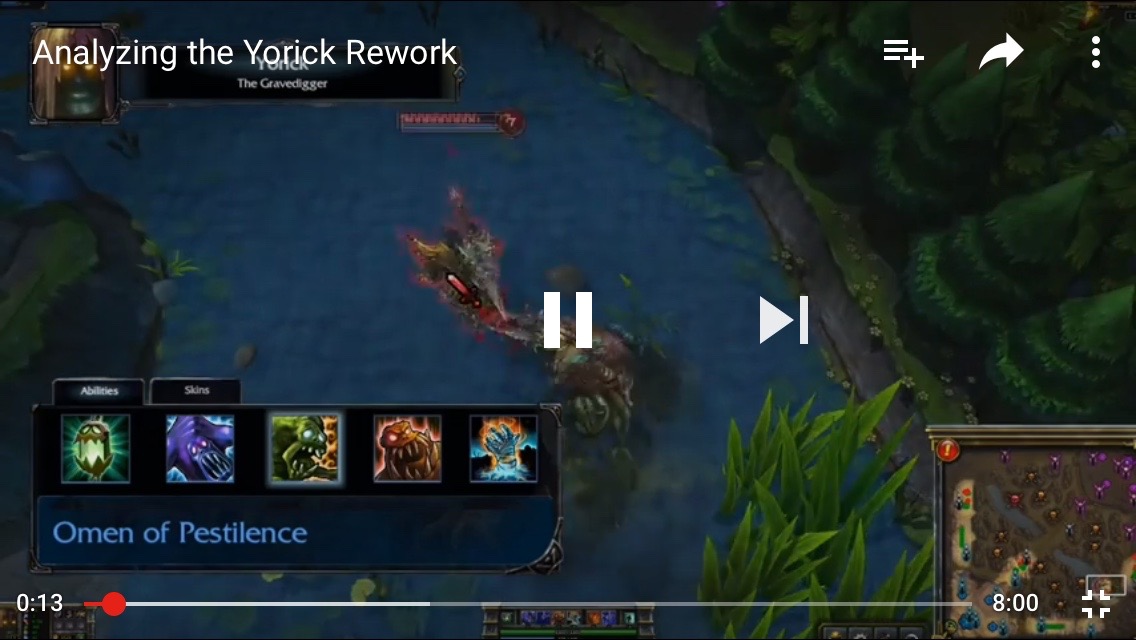 Analyzing the Yorick Rework
Yorick
The Gravedigger
Abilities
Skins
Omen of Pestilence
0:13
8:00